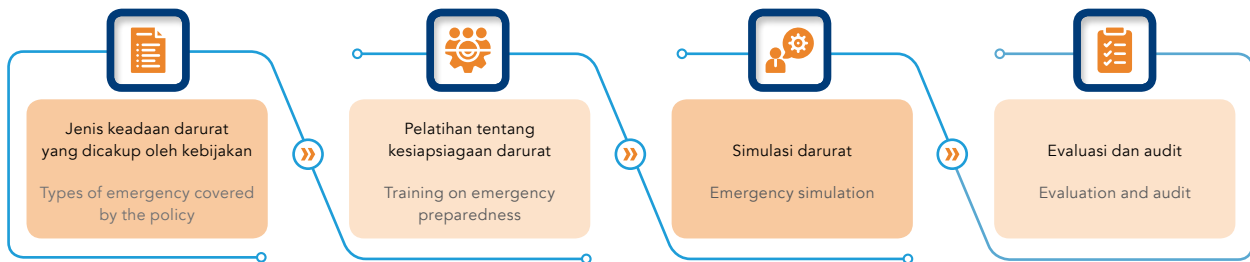 Jenis keadaan darurat
yang dicakup oleh kebijakan
Types of emergency covered
by the policy
Pelatihan tentang
kesiapsiagaan darurat
Training on emergency
preparedness
Simulasi darurat
Emergency simulation
Evaluasi dan audit
Evaluation and audit